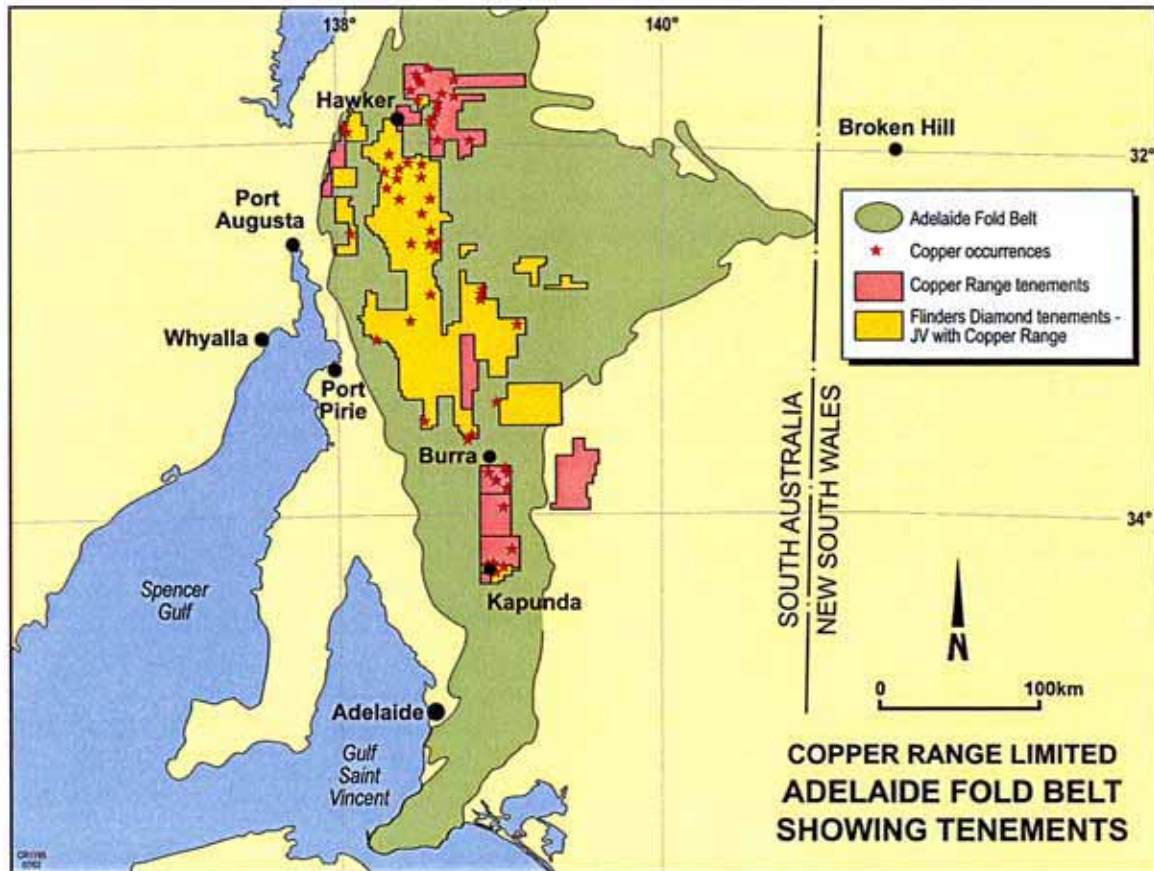 138°
140°
Hawker
Broken Hill
32°
Port
Augusta
Adelaide Fold Belt
Copper occurrences
Copper Range tenements
Flinders Diamond tenements -
JV with Copper Range
Whyalla
Port
Pirie
Burra
34°
SOUTH AUSTRALIA
NEW SOUTH WALES
Spencer
Gulf
Kapunda
N
0
100km
Adelaide
Gulf
Saint
Vincent
COPPER RANGE LIMITED
ADELAIDE FOLD BELT
SHOWING TENEMENTS